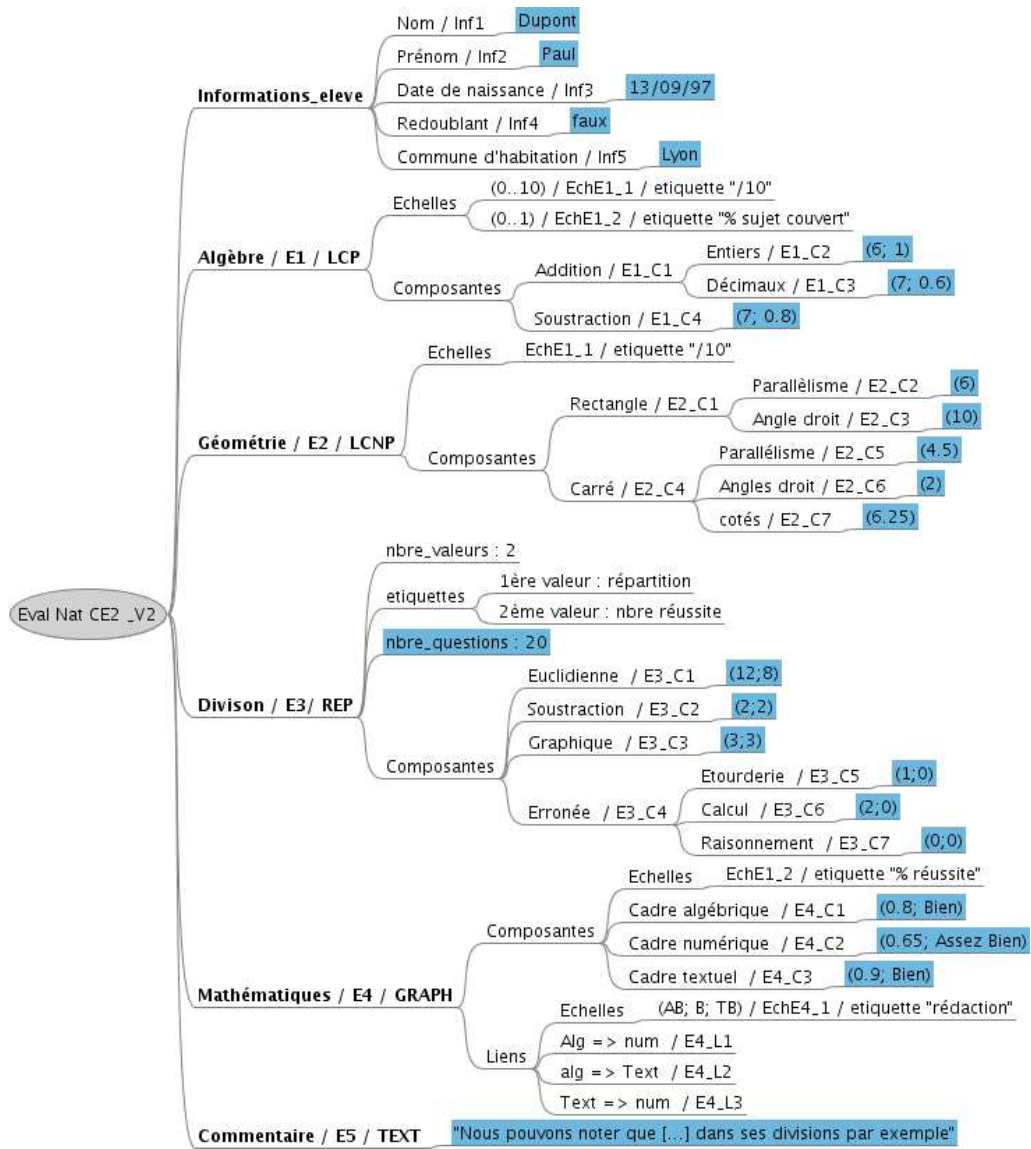 Nom / Inf1 Dupont
Prénom / Inf2 Paul
Informations_eleve Date de naissance / Inf3 13/09/97
Redoublant / Inf4 faux
Commune d'habitation / Inf5 Lyon
Echelles (0..10) / EchE1_1 / etiquette "/10"
(0..1) / EchE1_2 / etiquette "% sujet couvert"
Algèbre / E1 / LCP
Composantes Addition / E1_C1 Entiers / E1_C2 (6; 1)
Décimaux / E1_C3 (7; 0.6)
Soustraction / E1_C4 (7; 0.8)
Echelles EchE1_1 / etiquette "/10"
Géométrie / E2 / LCNP
Composantes Rectangle / E2_C1 Parallèlisme / E2_C2 (6)
Angle droit / E2_C3 (10)
Carré / E2_C4 Parallélisme / E2_C5 (4.5)
Angles droit / E2_C6 (2)
cotés / E2_C7 (6.25)
Eval Nat CE2 _V2
nbre_valeurs : 2
etiquettes 1ère valeur : répartition
2ème valeur : nbre réussite
nbre_questions : 20
Divison / E3/ REP
Composantes Euclidienne / E3_C1 (12;8)
Soustraction / E3_C2 (2;2)
Graphique / E3_C3 (3;3)
Erronée / E3_C4 Etourderie / E3_C5 (1;0)
Calcul / E3_C6 (2;0)
Raisonnement / E3_C7 (0;0)
Mathématiques / E4 / GRAPH
Composantes Echelles EchE1_2 / etiquette "% réussite"
Cadre algébrique / E4_C1 (0.8; Bien)
Cadre numérique / E4_C2 (0.65; Assez Bien)
Cadre textuel / E4_C3 (0.9; Bien)
Liens Echelles (AB; B; TB) / EchE4_1 / etiquette "rédaction"
Alg => num / E4_L1
alg => Text / E4_L2
Text => num / E4_L3
Commentaire / E5 / TEXT "Nous pouvons noter que [...] dans ses divisions par exemple"